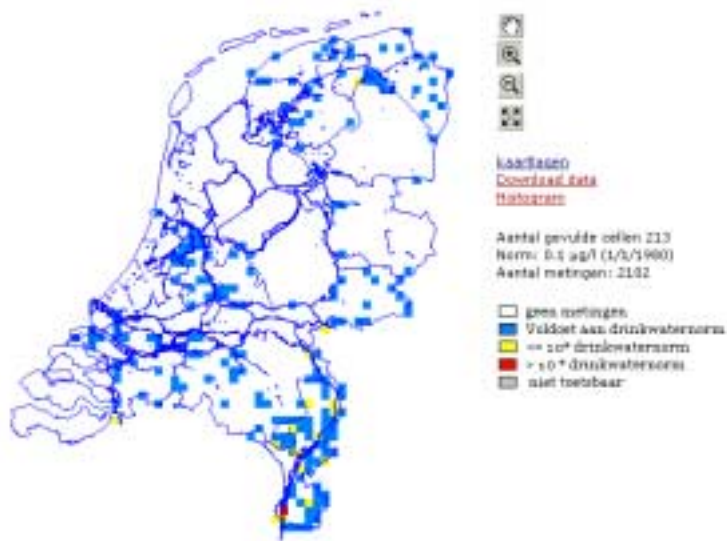 kaartlagen
Download data
Histogram
Aantal gevulde cellen 213
Norm: 0.1 µg/l (1/1/1980)
Aantal metingen: 2102
geen metingen
Voldoet aan drinkwaternorm
<= 10* drinkwaternorm
> 10 * drinkwaternorm
niet toetsbaar